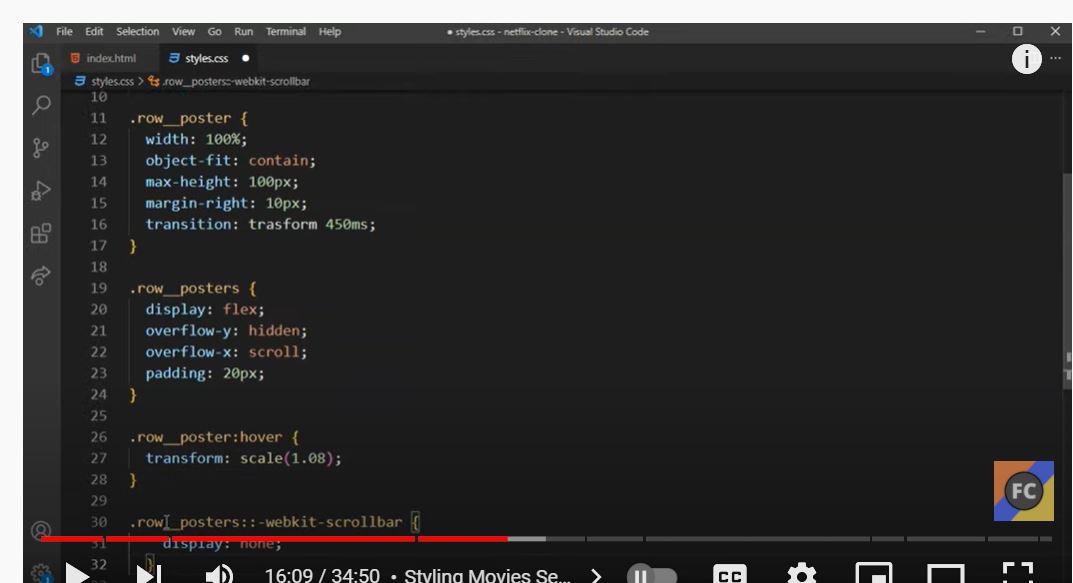 File Edit Selection View Go Run Terminal Help ● styles.css - netflix-clone - Visual Studio Code
index.html styles.css ●
styles.css > .row__posters::-webkit-scrollbar
10
11 .row__poster {
12 width: 100%;
13 object-fit: contain;
14 max-height: 100px;
15 margin-right: 10px;
16 transition: trasform 450ms;
17 }
18
19 .row__posters {
20 display: flex;
21 overflow-y: hidden;
22 overflow-x: scroll;
23 padding: 20px;
24 }
25
26 .row__poster:hover {
27 transform: scale(1.08);
28 }
29
30 .row__posters::-webkit-scrollbar {
31 display: none;
32 }
FC
16:09 / 34:50 • Styling Movies Se... >
CC